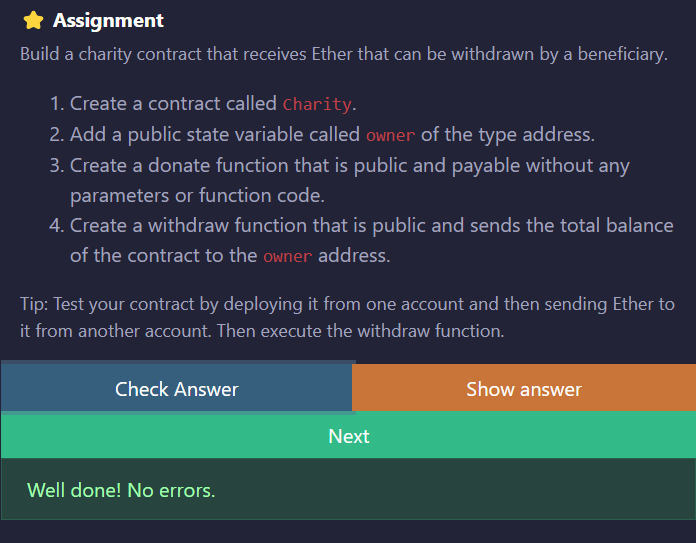 Assignment
Build a charity contract that receives Ether that can be withdrawn by a beneficiary.
1. Create a contract called Charity.
2. Add a public state variable called owner of the type address.
3. Create a donate function that is public and payable without any
parameters or function code.
4. Create a withdraw function that is public and sends the total balance
of the contract to the owner address.
Tip: Test your contract by deploying it from one account and then sending Ether to
it from another account. Then execute the withdraw function.
Check Answer
Show answer
Next
Well done! No errors.